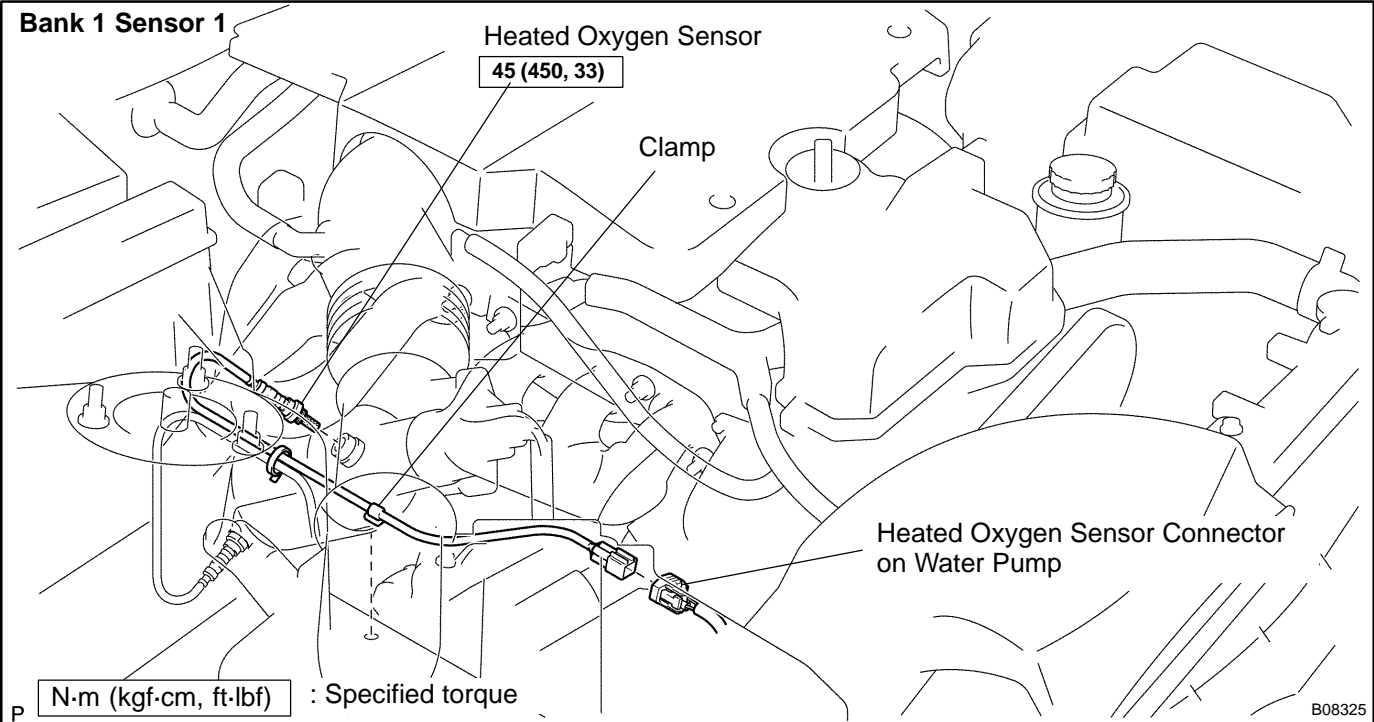 Bank 1 Sensor 1
Heated Oxygen Sensor
45 (450, 33)
Clamp
Heated Oxygen Sensor Connector
on Water Pump
N·m (kgf·cm, ft·lbf) : Specified torque
P
B08325